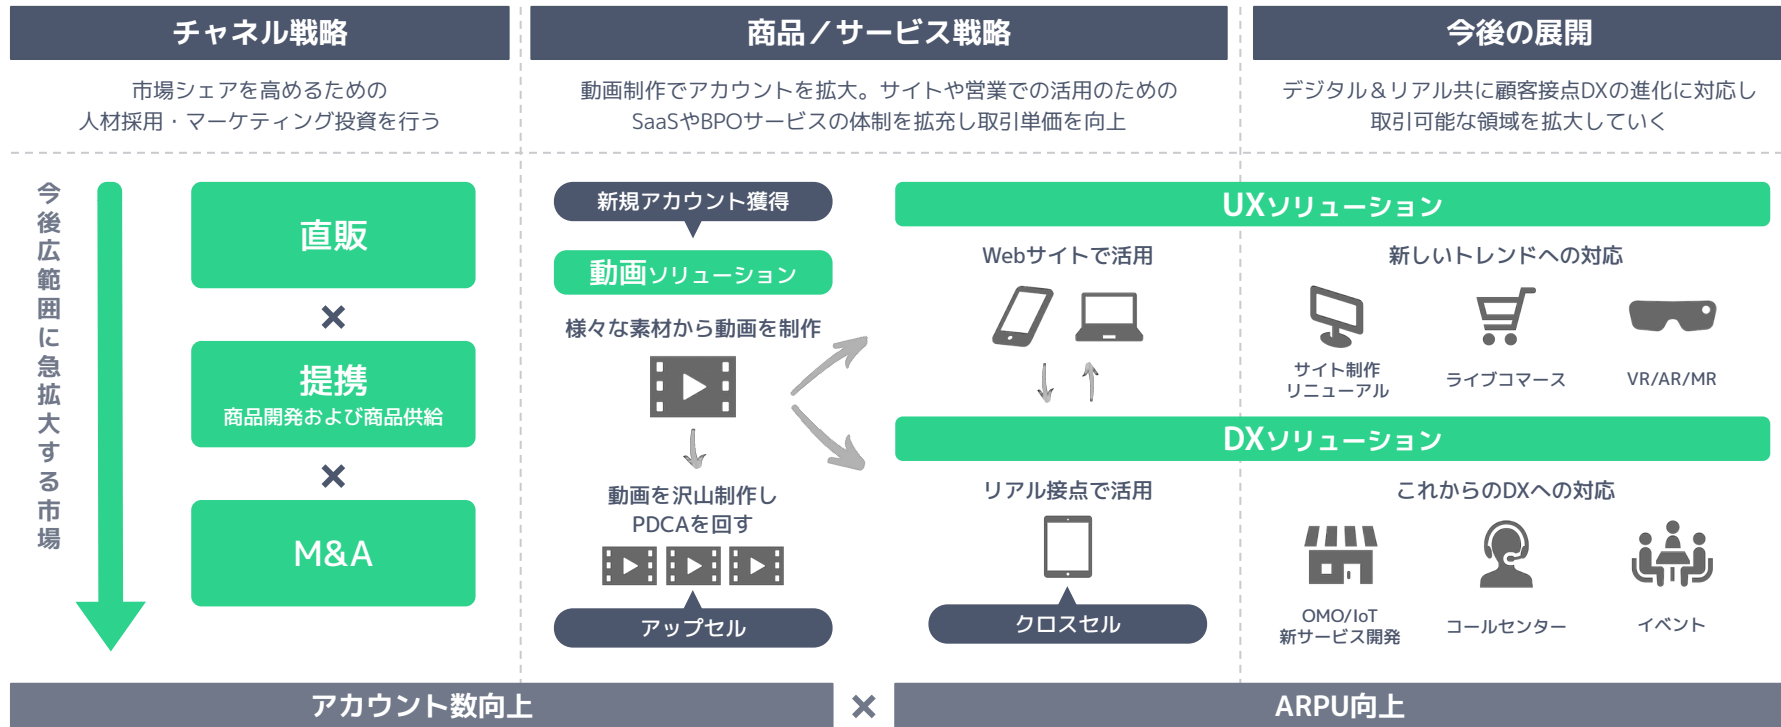 チャネル戦略
市場シェアを高めるための
人材採用・マーケティング投資を行う
今後広範囲に急拡大する市場
直販
×
提携
商品開発および商品供給
×
M&A
商品／サービス戦略
動画制作でアカウントを拡大。サイトや営業での活用のための
SaaSやBPOサービスの体制を拡充し取引単価を向上
新規アカウント獲得
動画ソリューション
様々な素材から動画を制作
動画を沢山制作し
PDCAを回す
アップセル
今後の展開
デジタル＆リアル共に顧客接点DXの進化に対応し
取引可能な領域を拡大していく
UXソリューション
Webサイトで活用
新しいトレンドへの対応
サイト制作
リニューアル
ライブコマース
VR/AR/MR
DXソリューション
リアル接点で活用
クロスセル
これからのDXへの対応
OMO/IoT
新サービス開発
コールセンター
イベント
アカウント数向上
×
ARPU向上